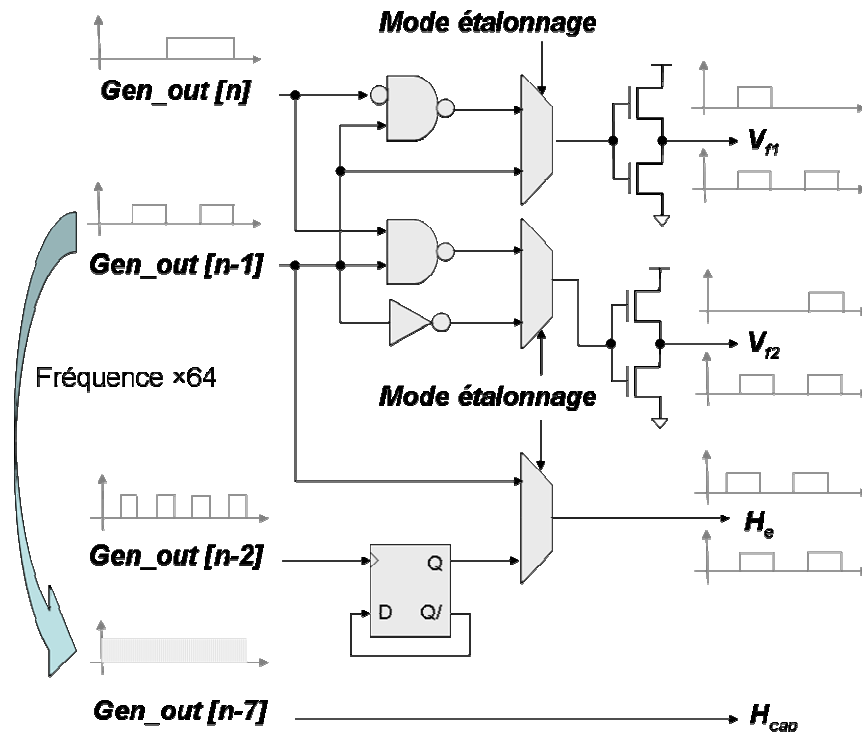 Mode étalonnage
Gen_out [n]
V_f1
Gen_out [n-1]
V_f2
Fréquence ×64
Mode étalonnage
H_e
Gen_out [n-2]
Q
D Q/
Gen_out [n-7]
H_cap